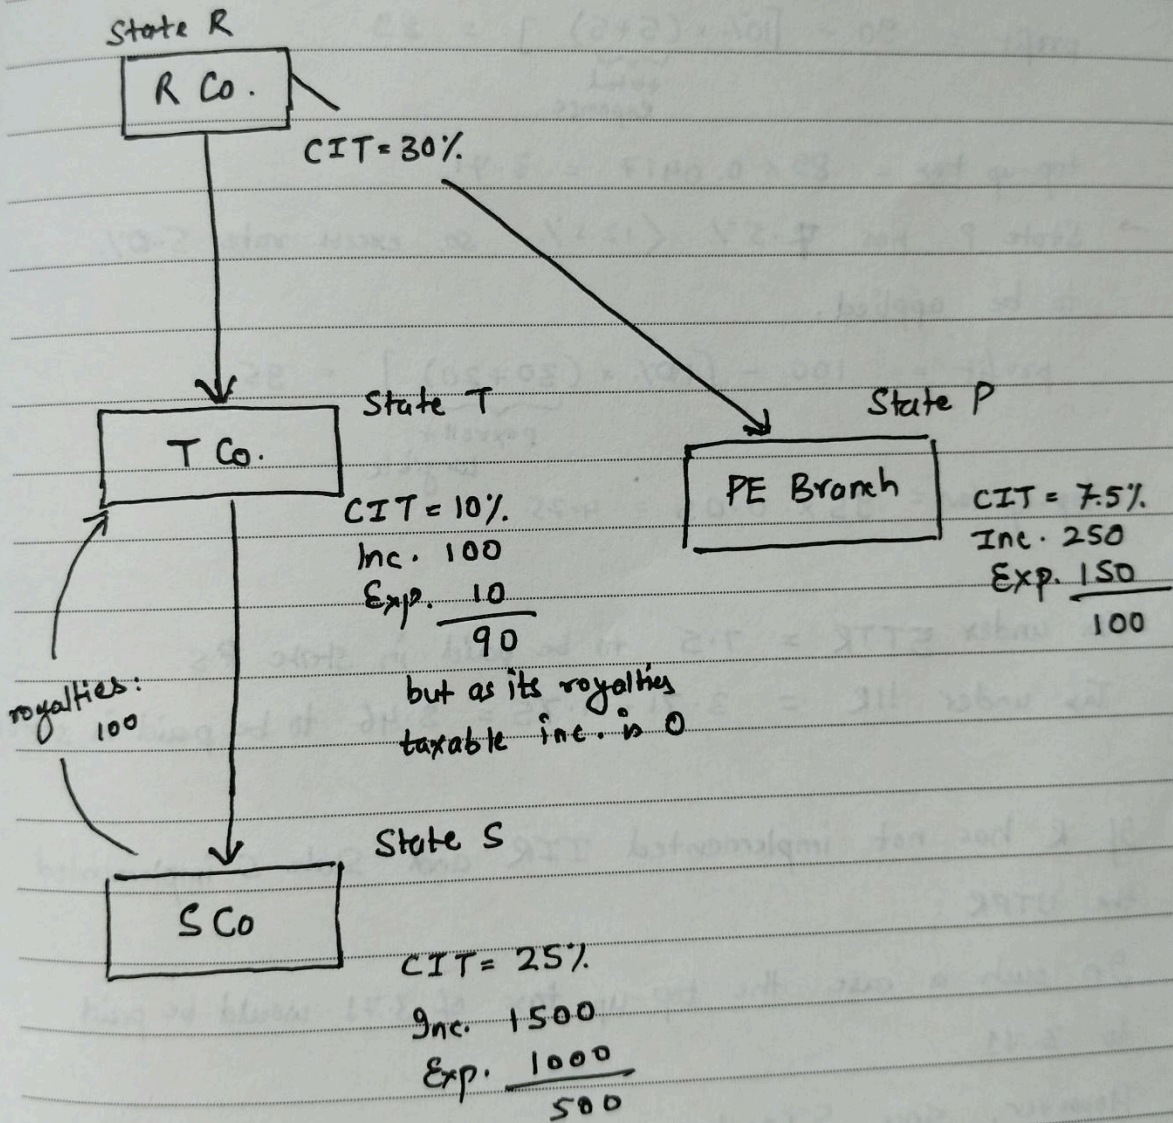 State R
R Co.
CIT = 30%
State T
T Co.
CIT = 10%
Inc. 100
Exp. 10
90
but as its royalties
taxable inc. is 0
State P
PE Branch
CIT = 7.5%
Inc. 250
Exp. 150
100
royalties:
100
State S
S Co
CIT = 25%
Inc. 1500
Exp. 1000
500